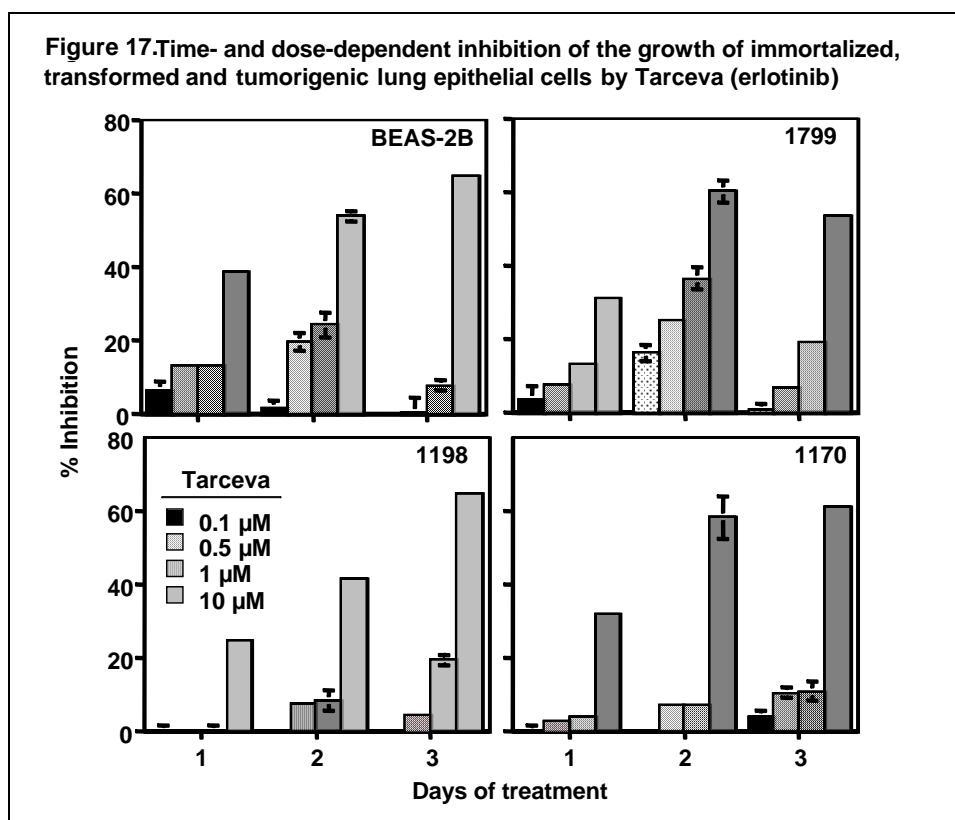 Figure 17.Time- and dose-dependent inhibition of the growth of immortalized,
transformed and tumorigenic lung epithelial cells by Tarceva (erlotinib)
80
60
40
20
0
BEAS-2B
1799
% Inhibition
80
60
40
20
0
1198
Tarceva
0.1 µM
0.5 µM
1 µM
10 µM
1170
1 2 3 1 2 3
Days of treatment